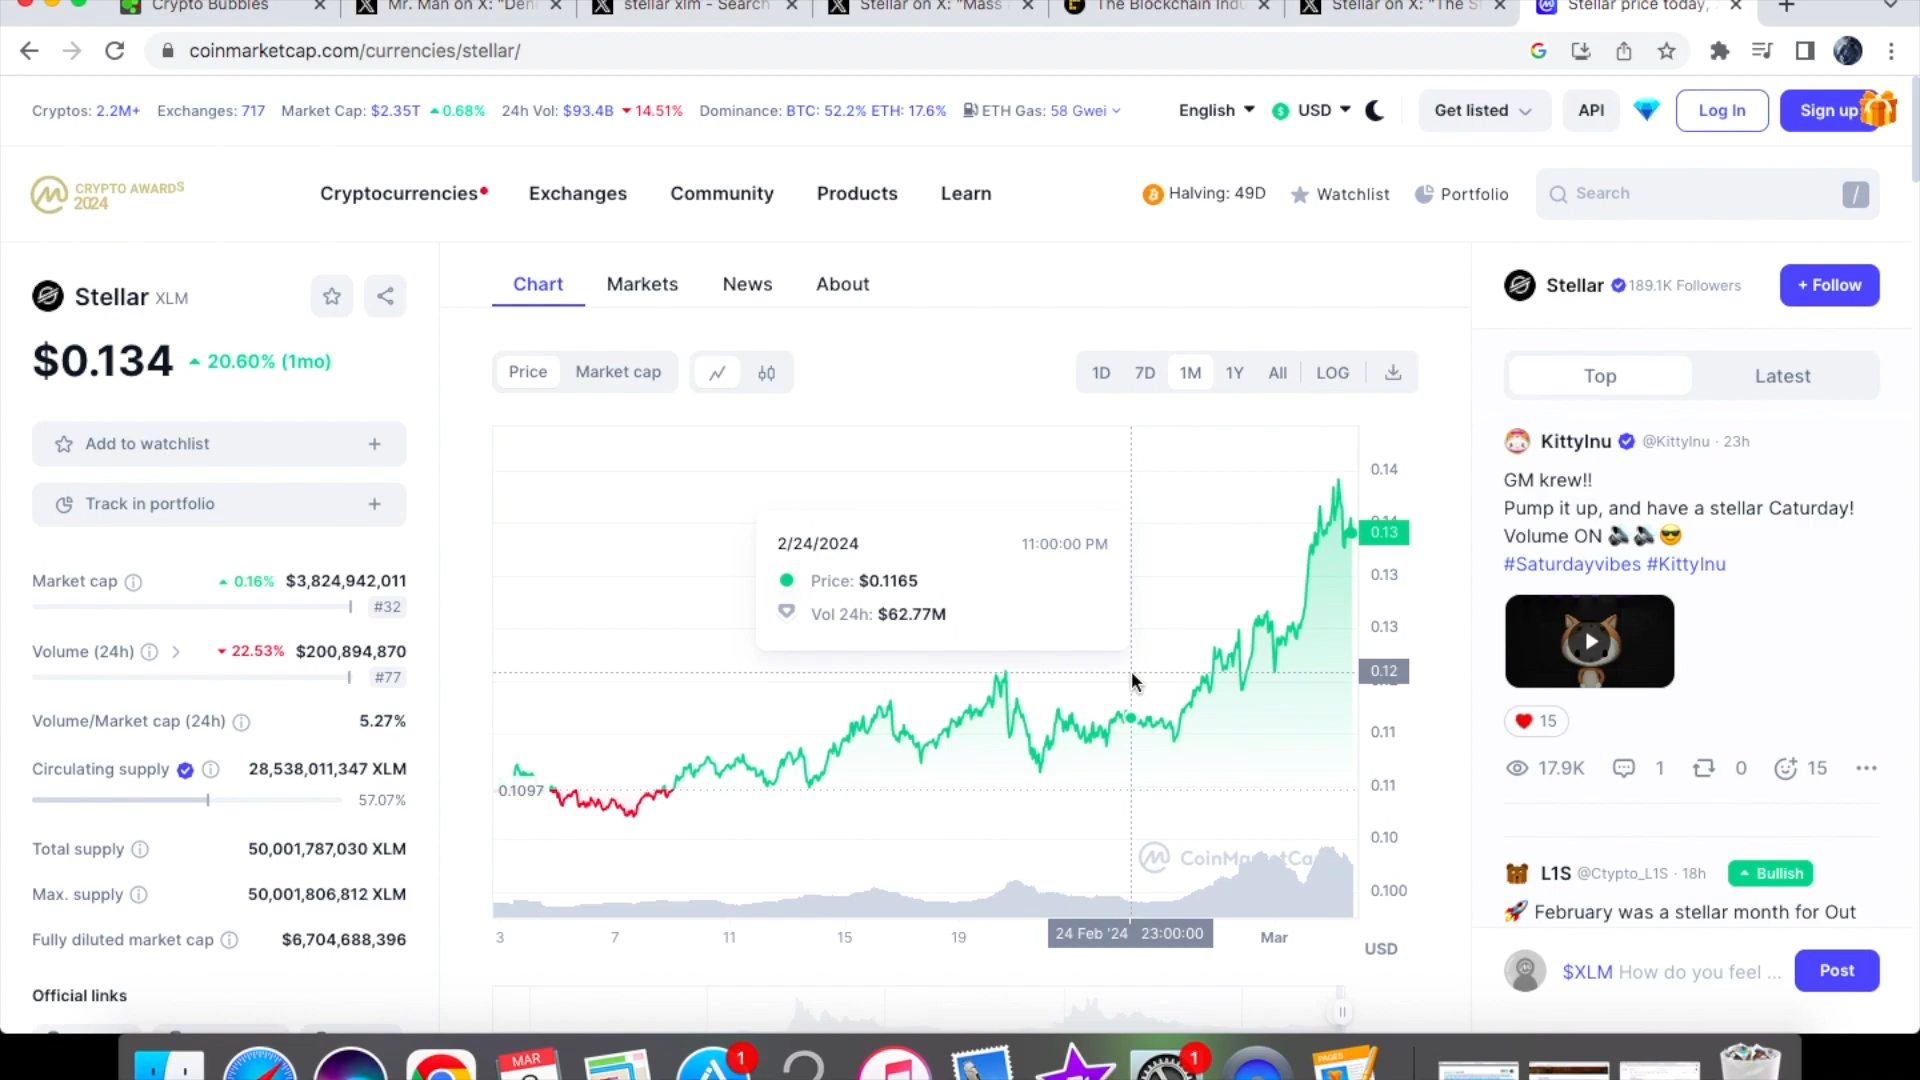 Crypto Bubbles
Mr. Man on X: "Den
stellar xlm - Search
Stellar on X: "Mass
The Blockchain Indu
Stellar on X: "The S
Stellar price today,
coinmarketcap.com/currencies/stellar/
Cryptos: 2.2M+ Exchanges: 717 Market Cap: $2.35T 0.68% 24h Vol: $93.4B 14.51% Dominance: BTC: 52.2% ETH: 17.6% ETH Gas: 58 Gwei
English USD Get listed API Log In Sign up
CRYPTO AWARDS
2024
Cryptocurrencies Exchanges Community Products Learn
Halving: 49D Watchlist Portfolio Search /
Stellar XLM
$0.134 20.60% (1mo)
Add to watchlist +
Track in portfolio +
Market cap 0.16% $3,824,942,011
#32
Volume (24h) 22.53% $200,894,870
#77
Volume/Market cap (24h) 5.27%
Circulating supply 28,538,011,347 XLM
57.07%
Total supply 50,001,787,030 XLM
Max. supply 50,001,806,812 XLM
Fully diluted market cap $6,704,688,396
Official links
Chart Markets News About
Price Market cap
1D 7D 1M 1Y All LOG
2/24/2024 11:00:00 PM
Price: $0.1165
Vol 24h: $62.77M
0.14
0.14
0.13
0.13
0.13
0.12
0.11
0.11
0.10
0.100
0.1097
CoinMarketCap
3 7 11 15 19 24 Feb '24 23:00:00 Mar
USD
Stellar 189.1K Followers + Follow
Top Latest
KittyInu @KittyInu · 23h
GM krew!!
Pump it up, and have a stellar Caturday!
Volume ON
#Saturdayvibes #KittyInu
15
17.9K 1 0 15
L1S @Ctypto_L1S · 18h Bullish
February was a stellar month for Out
$XLM How do you feel ... Post
MAR
1
1
PAGES